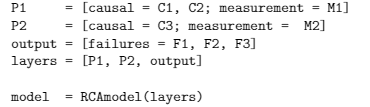 P1     = [causal = C1, C2; measurement = M1]
P2     = [causal = C3; measurement =  M2]
output = [failures = F1, F2, F3]
layers = [P1, P2, output]
model  = RCAmodel(layers)